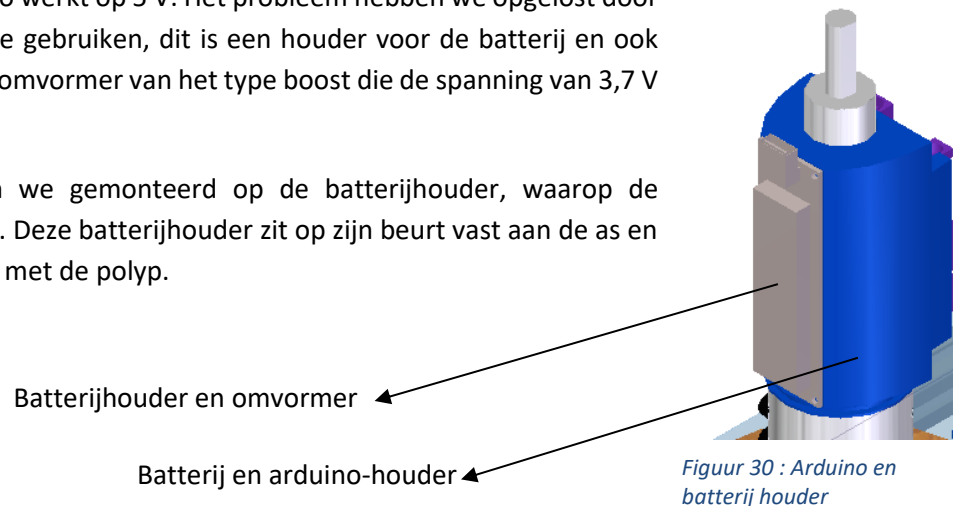 werkt op 5 V. Het probleem hebben we opgelost door
e gebruiken, dit is een houder voor de batterij en ook
omvormer van het type boost die de spanning van 3,7 V
we gemonteerd op de batterijhouder, waarop de
. Deze batterijhouder zit op zijn beurt vast aan de as en
met de polyp.
Batterijhouder en omvormer
Batterij en arduino-houder
Figuur 30 : Arduino en
batterij houder